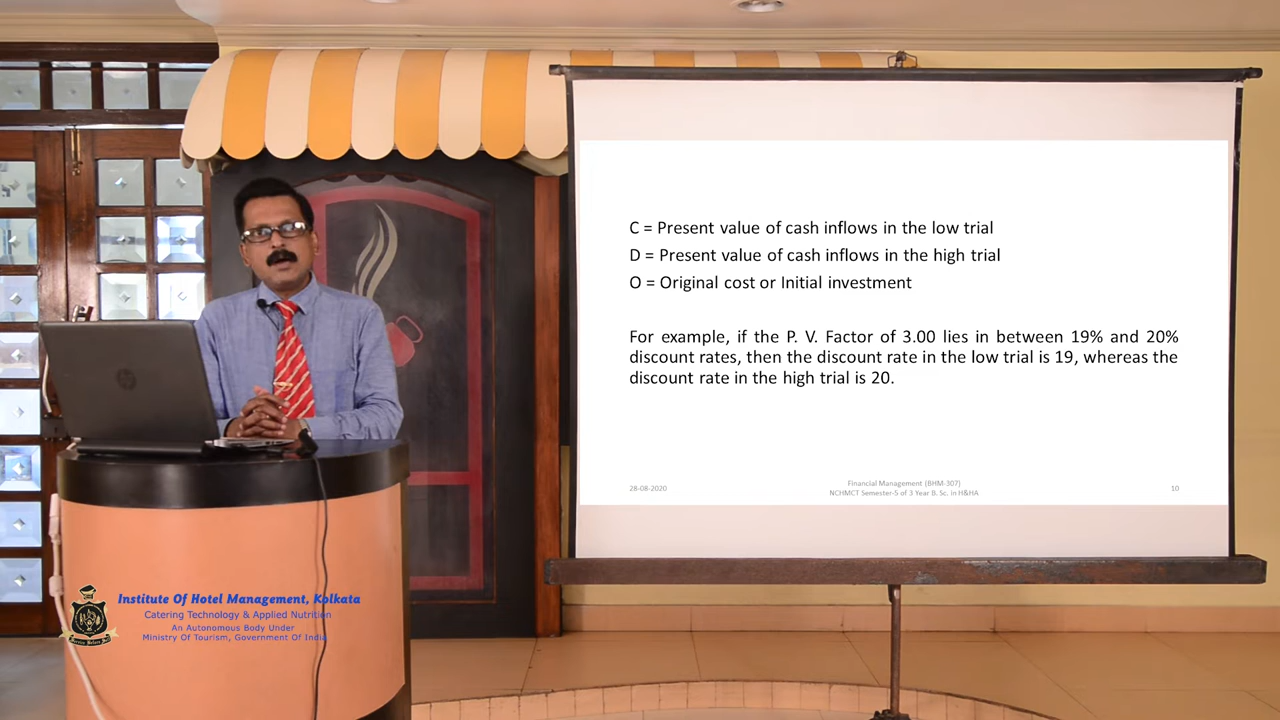 C = Present value of cash inflows in the low trial
D = Present value of cash inflows in the high trial
O = Original cost or Initial investment
For example, if the P. V. Factor of 3.00 lies in between 19% and 20%
discount rates, then the discount rate in the low trial is 19, whereas the
discount rate in the high trial is 20.
28-08-2020
Financial Management (BHM-307)
NCHMCT Semester-5 of 3 Year B. Sc. in H&HA
10
Institute Of Hotel Management, Kolkata
Catering Technology & Applied Nutrition
An Autonomous Body Under
Ministry Of Tourism, Government Of India